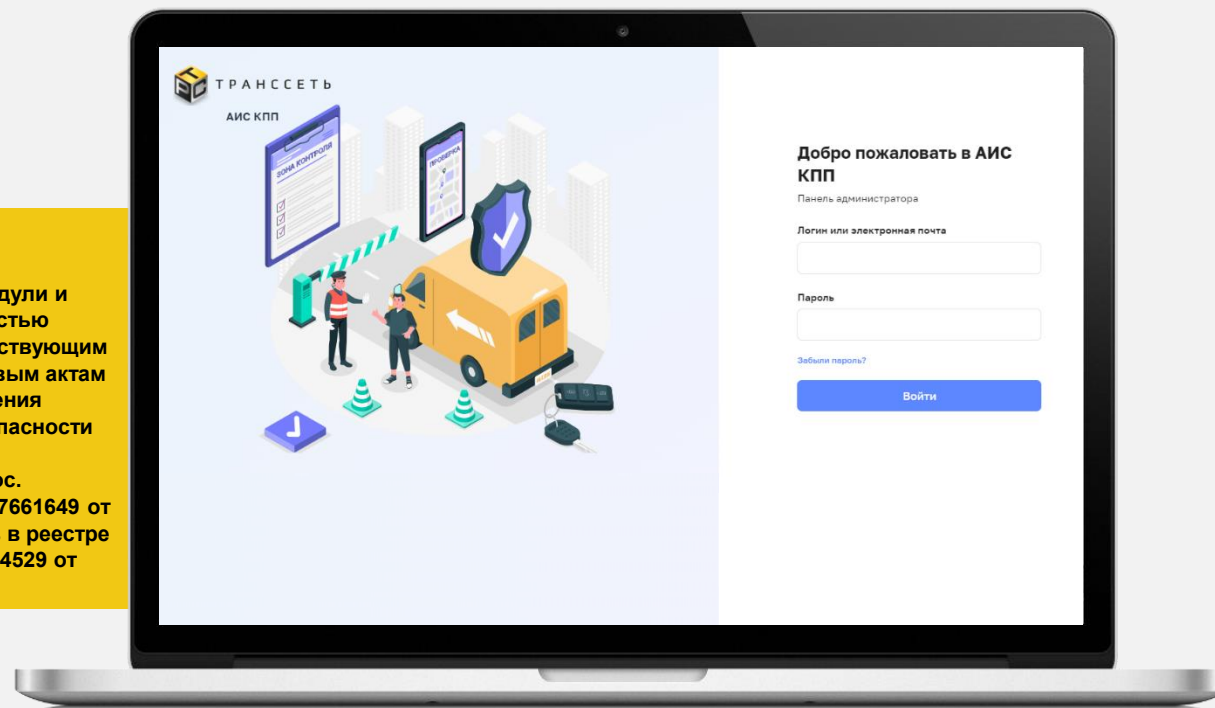 ТРАНССЕТЬ
АИС КПП
ЗОНА КОНТРОЛЯ
ПРОВЕРКА
Добро пожаловать в АИС
КПП
Панель администратора
Логин или электронная почта
Пароль
Забыли пароль?
Войти
дули и
стью
ствующим
вым актам
ения
пасности
ос.
7661649 от
в реестре
4529 от